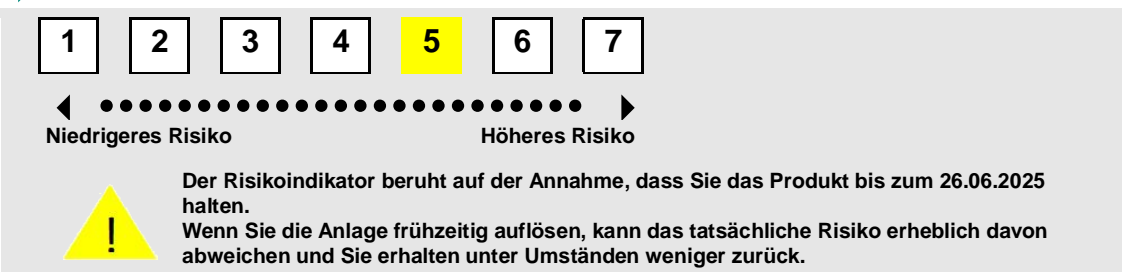 1 2 3 4 5 6 7
Niedrigeres Risiko Höheres Risiko
Der Risikoindikator beruht auf der Annahme, dass Sie das Produkt bis zum 26.06.2025
halten.
Wenn Sie die Anlage frühzeitig auflösen, kann das tatsächliche Risiko erheblich davon
abweichen und Sie erhalten unter Umständen weniger zurück.
!